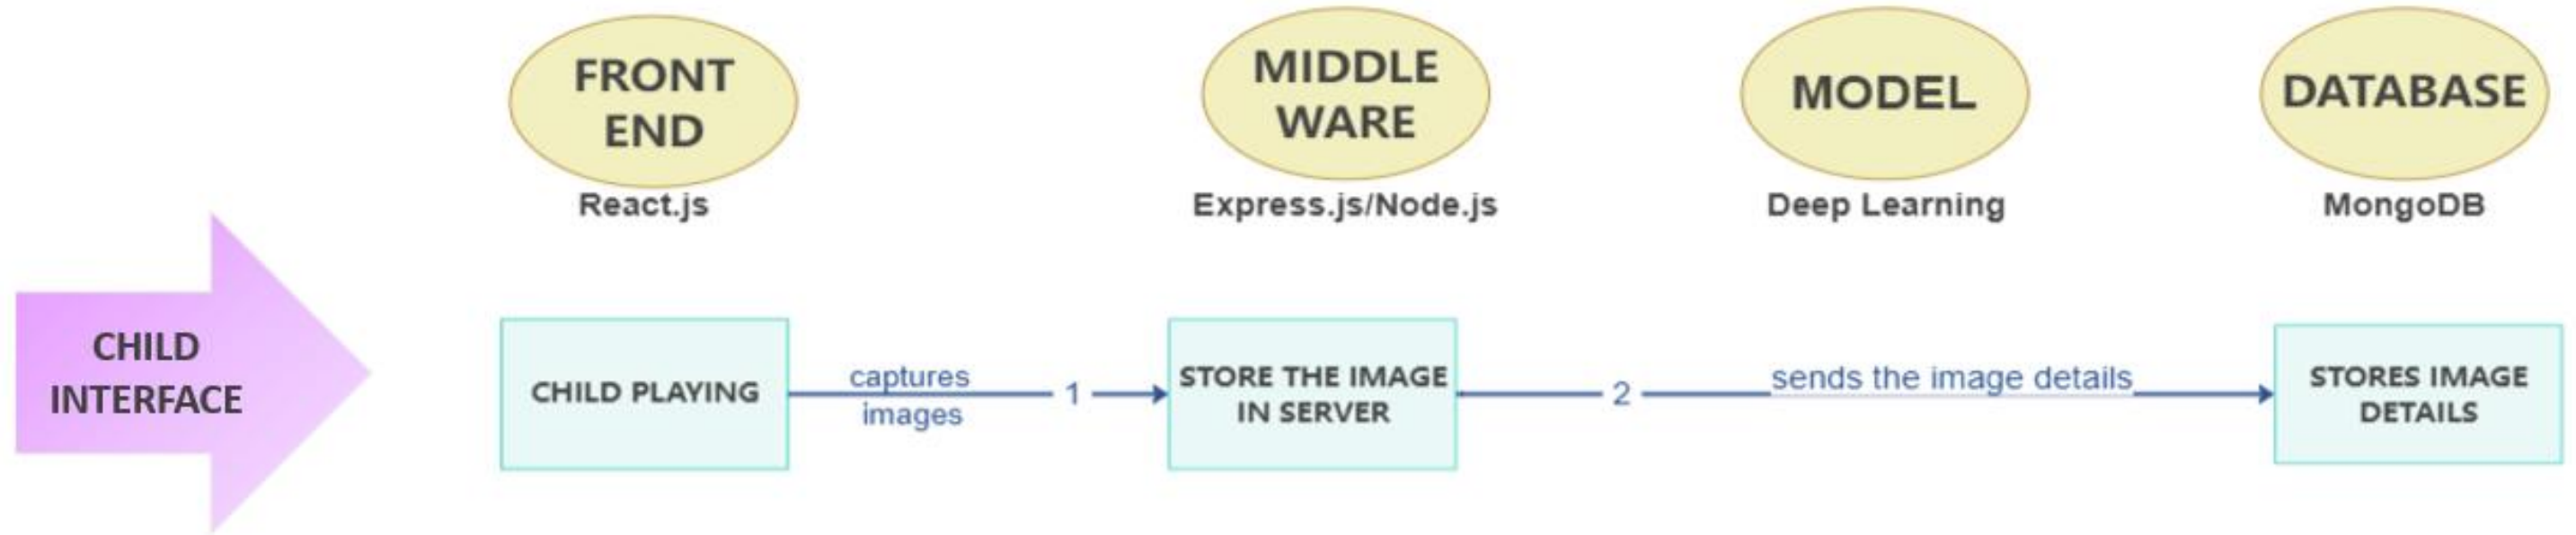 FRONT
END
React.js
MIDDLE
WARE
Express.js/Node.js
MODEL
Deep Learning
DATABASE
MongoDB
CHILD
INTERFACE
CHILD PLAYING
captures
images
1
STORE THE IMAGE
IN SERVER
2
sends the image details
STORES IMAGE
DETAILS